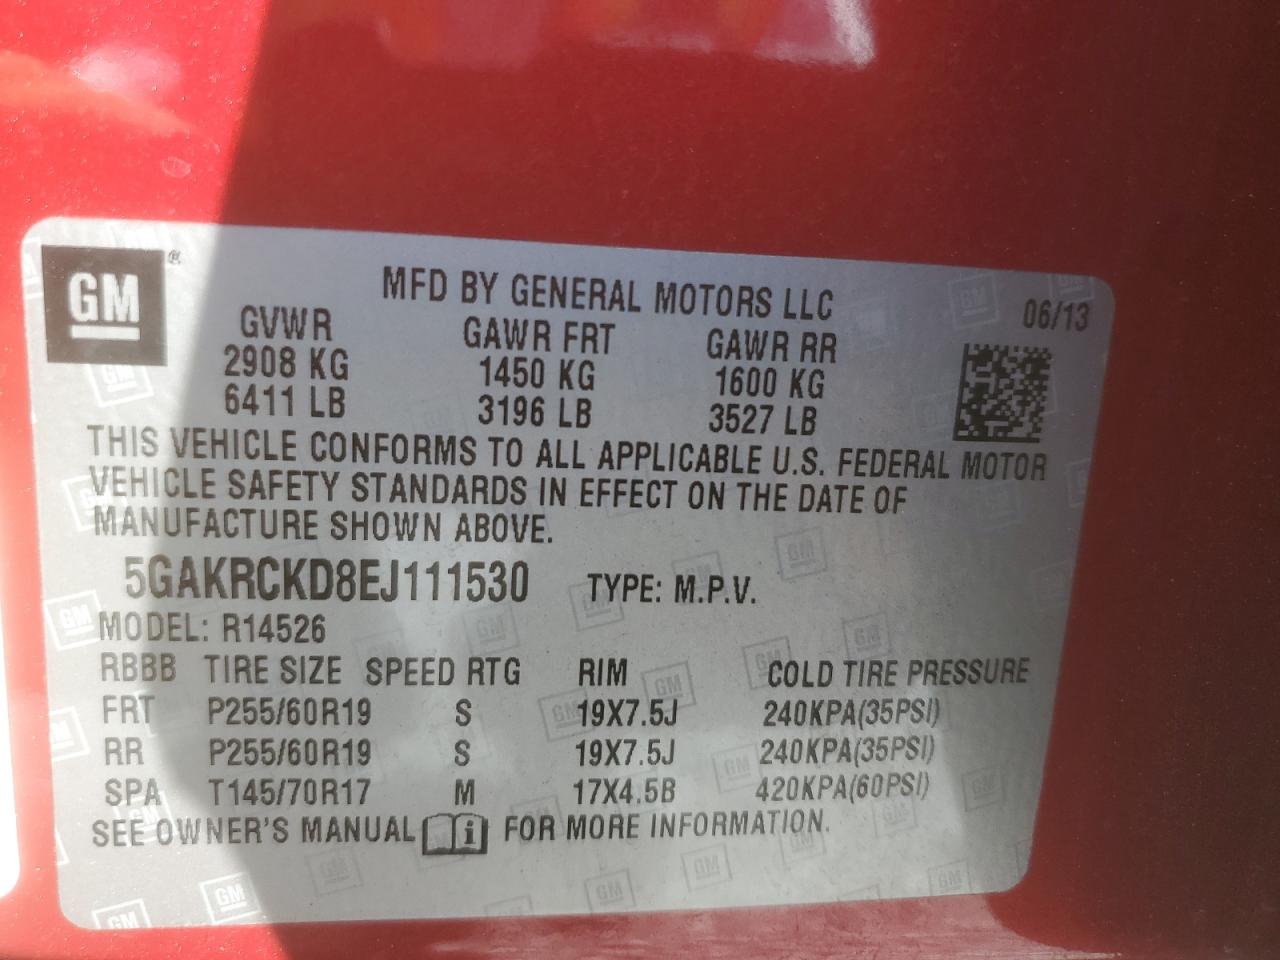 GM ®
MFD BY GENERAL MOTORS LLC
06/13
GVWR GAWR FRT GAWR RR
2908 KG 1450 KG 1600 KG
6411 LB 3196 LB 3527 LB
THIS VEHICLE CONFORMS TO ALL APPLICABLE U.S. FEDERAL MOTOR
VEHICLE SAFETY STANDARDS IN EFFECT ON THE DATE OF
MANUFACTURE SHOWN ABOVE.
5GAKRCKD8EJ111530 TYPE: M.P.V.
MODEL: R14526
RBBB TIRE SIZE SPEED RTG RIM COLD TIRE PRESSURE
FRT P255/60R19 S 19X7.5J 240KPA(35PSI)
RR P255/60R19 S 19X7.5J 240KPA(35PSI)
SPA T145/70R17 M 17X4.5B 420KPA(60PSI)
SEE OWNER'S MANUAL i FOR MORE INFORMATION.